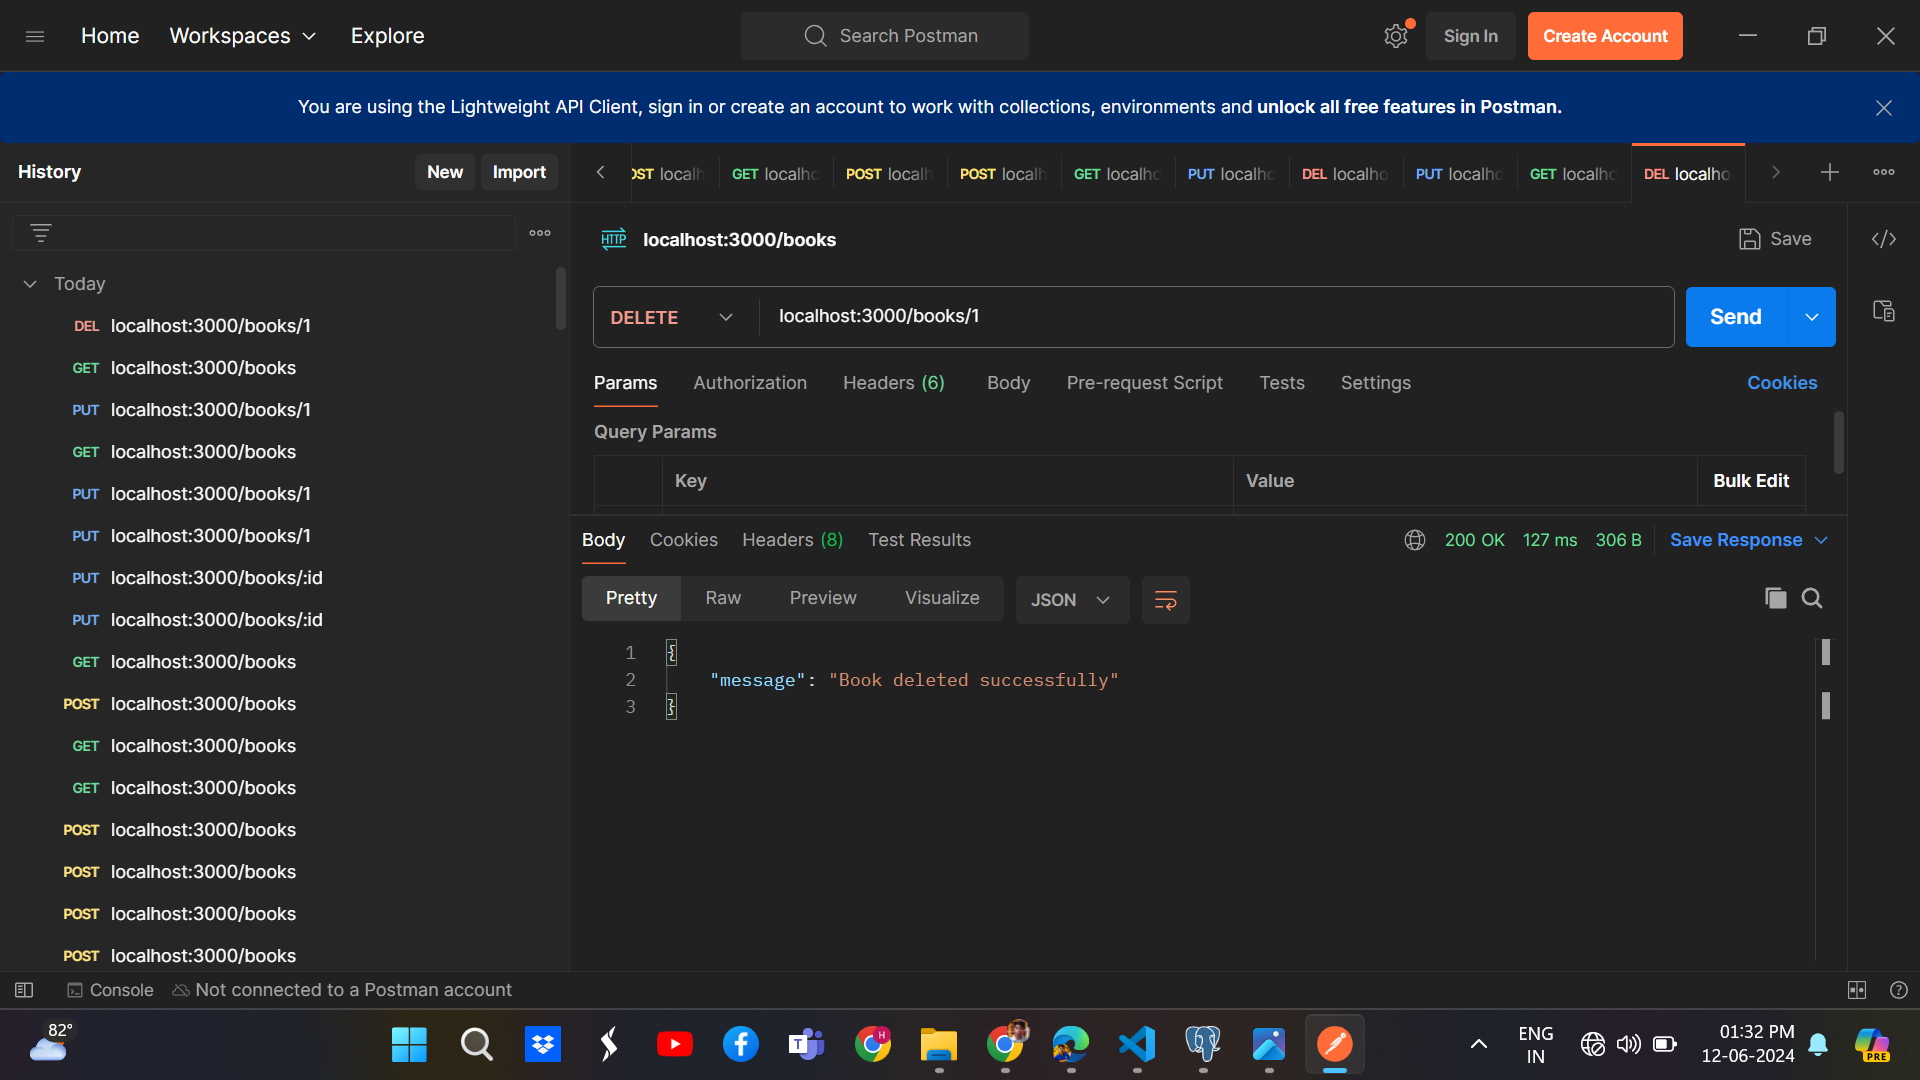 Home
Workspaces
Explore
Search Postman
Sign In
Create Account
You are using the Lightweight API Client, sign in or create an account to work with collections, environments and unlock all free features in Postman.
History
New
Import
OST localh
GET localhc
POST localh
POST localh
GET localhc
PUT localhc
DEL localho
PUT localhc
GET localhc
DEL localho
HTTP
localhost:3000/books
Save
Today
DEL localhost:3000/books/1
GET localhost:3000/books
PUT localhost:3000/books/1
GET localhost:3000/books
PUT localhost:3000/books/1
PUT localhost:3000/books/1
PUT localhost:3000/books/:id
PUT localhost:3000/books/:id
GET localhost:3000/books
POST localhost:3000/books
GET localhost:3000/books
GET localhost:3000/books
POST localhost:3000/books
POST localhost:3000/books
POST localhost:3000/books
POST localhost:3000/books
DELETE
localhost:3000/books/1
Send
Params
Authorization
Headers (6)
Body
Pre-request Script
Tests
Settings
Cookies
Query Params
Key
Value
Bulk Edit
Body
Cookies
Headers (8)
Test Results
200 OK
127 ms
306 B
Save Response
Pretty
Raw
Preview
Visualize
JSON
1 {
2 "message": "Book deleted successfully"
3 }
Console
Not connected to a Postman account
82°
H
T
ENG
IN
01:32 PM
12-06-2024
PRE